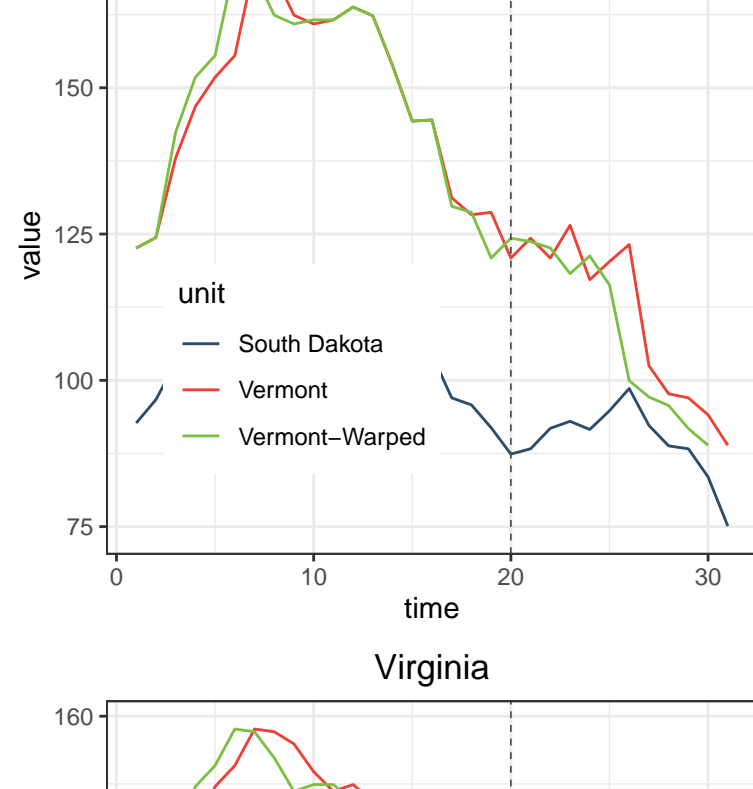 150
125
100
75
value
unit
South Dakota
Vermont
Vermont−Warped
0 10 20 30
time
Virginia
160